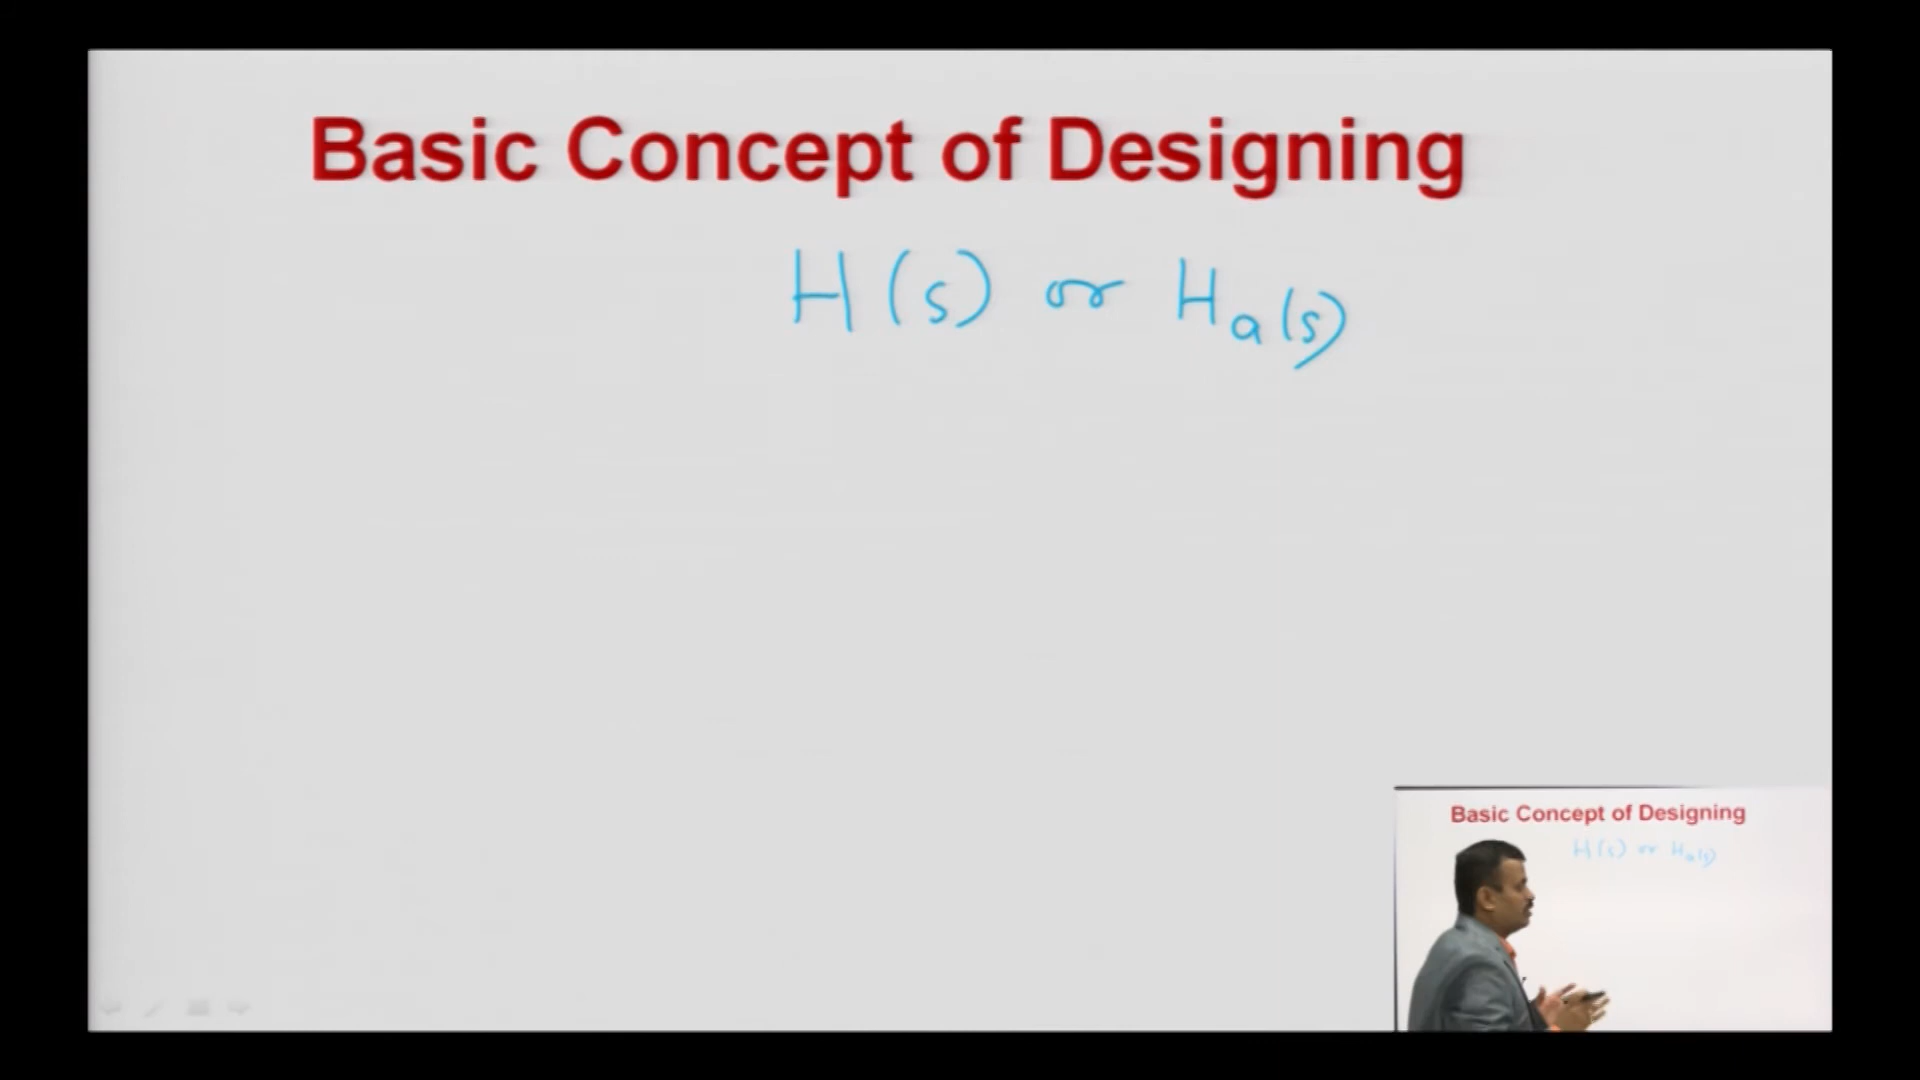 Basic Concept of Designing
H(s) or Ha(s)
Basic Concept of Designing
H(s) or Ha(s)